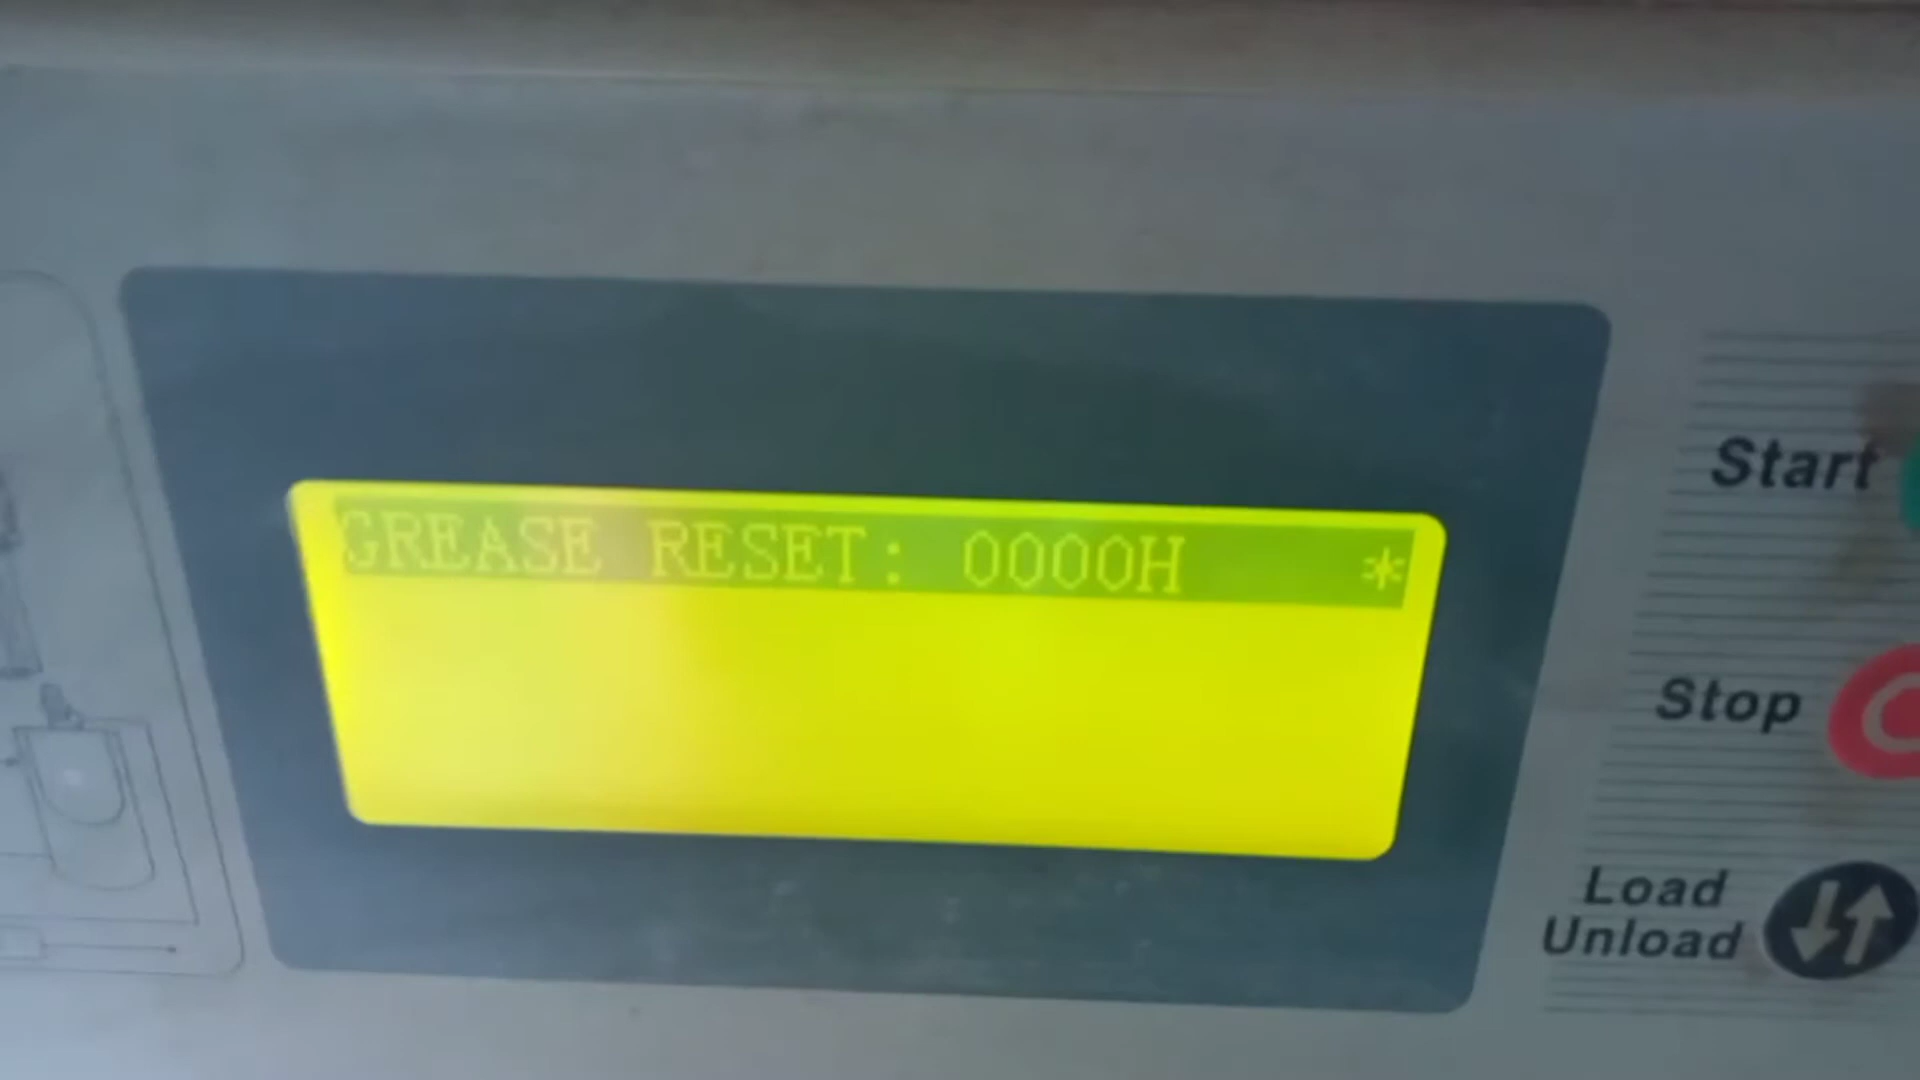 GREASE RESET: 0000H *
Start
Stop
Load
Unload